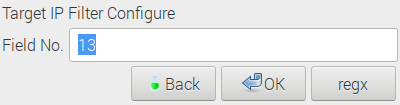 Target IP Filter Configure
Field No. 13
Back OK regx